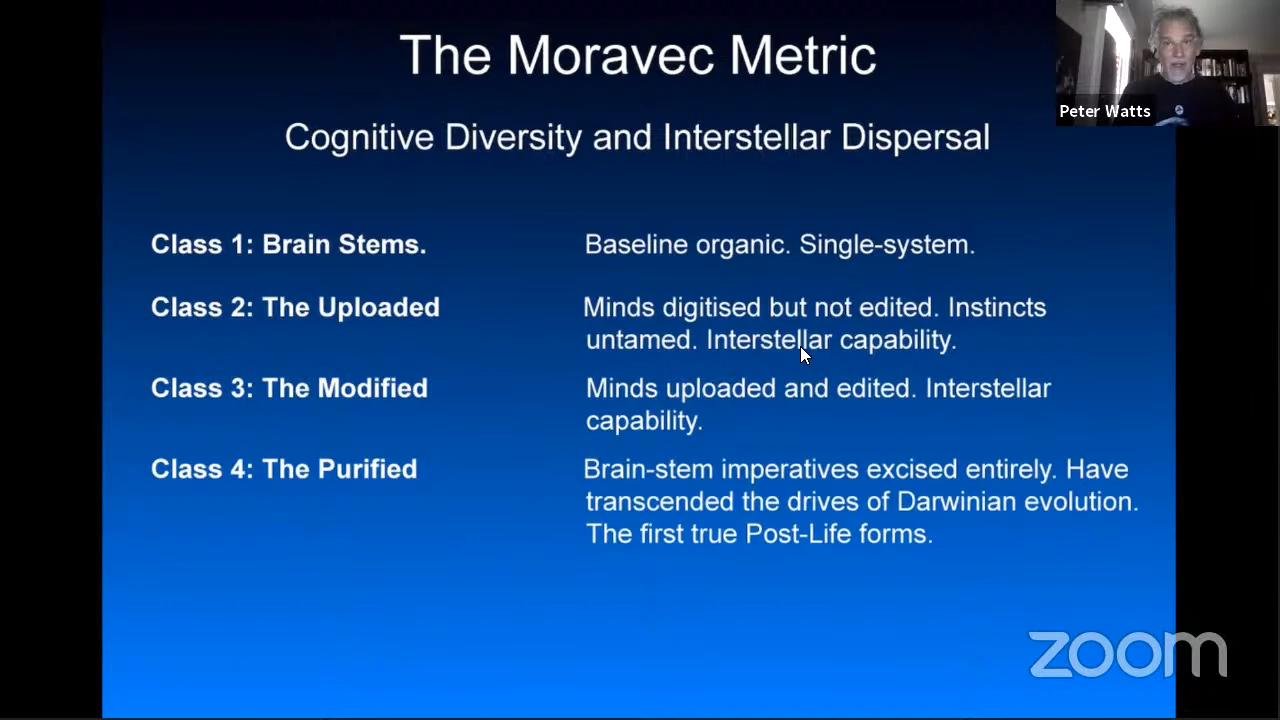 The Moravec Metric
Peter Watts
Cognitive Diversity and Interstellar Dispersal
Class 1: Brain Stems.
Baseline organic. Single-system.
Class 2: The Uploaded
Minds digitised but not edited. Instincts
untamed. Interstellar capability.
Class 3: The Modified
Minds uploaded and edited. Interstellar
capability.
Class 4: The Purified
Brain-stem imperatives excised entirely. Have
transcended the drives of Darwinian evolution.
The first true Post-Life forms.
zoom